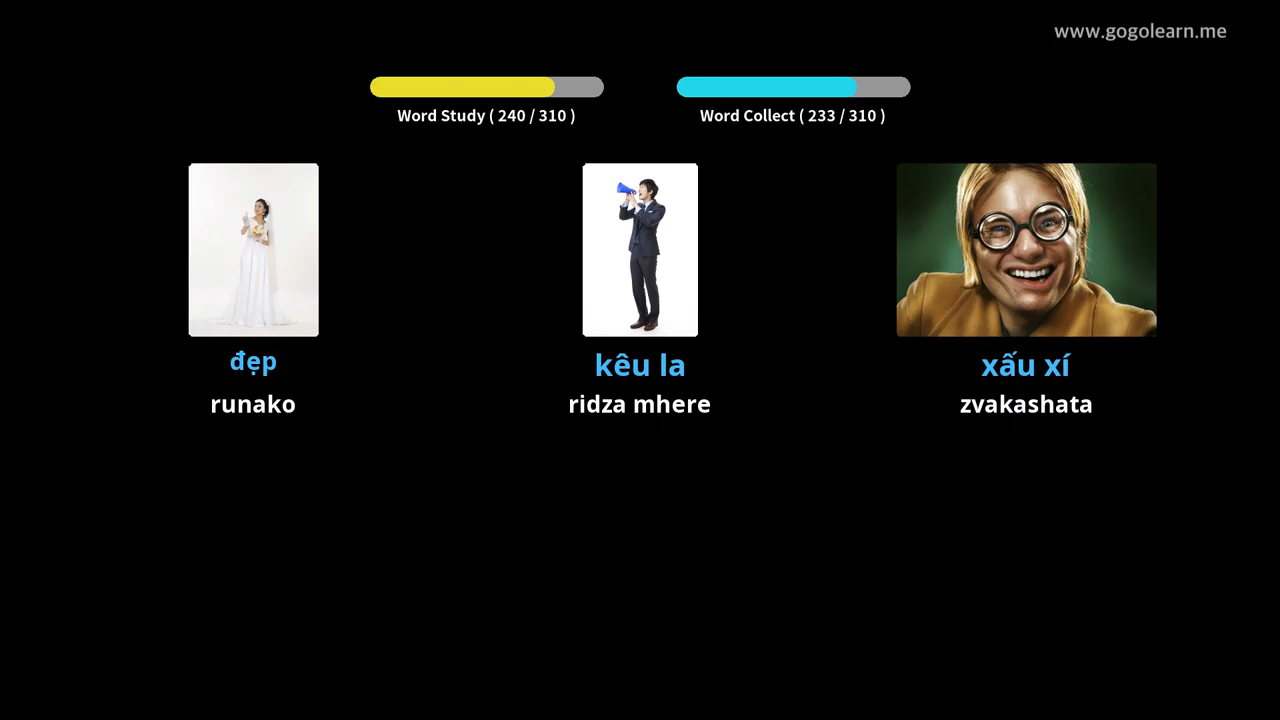 www.gogolearn.me
Word Study ( 240 / 310 )
Word Collect ( 233 / 310 )
đẹp
kêu la
xấu xí
runako
ridza mhere
zvakashata